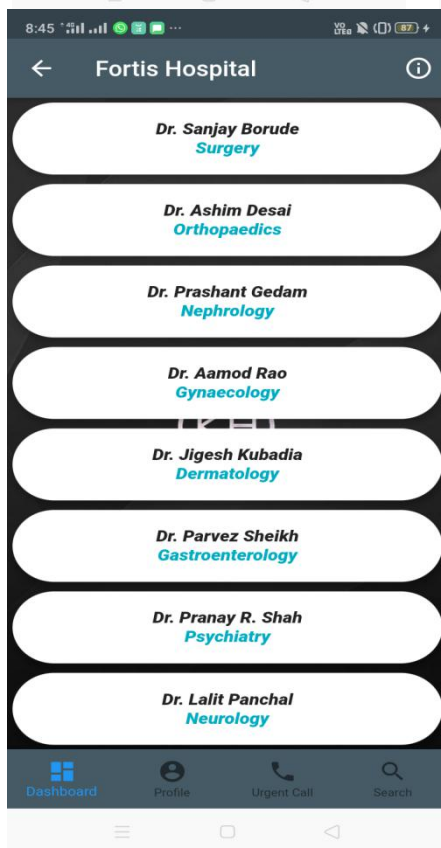 8:45
87
Fortis Hospital
Dr. Sanjay Borude
Surgery
Dr. Ashim Desai
Orthopaedics
Dr. Prashant Gedam
Nephrology
Dr. Aamod Rao
Gynaecology
Dr. Jigesh Kubadia
Dermatology
Dr. Parvez Sheikh
Gastroenterology
Dr. Pranay R. Shah
Psychiatry
Dr. Lalit Panchal
Neurology
Dashboard Profile Urgent Call Search